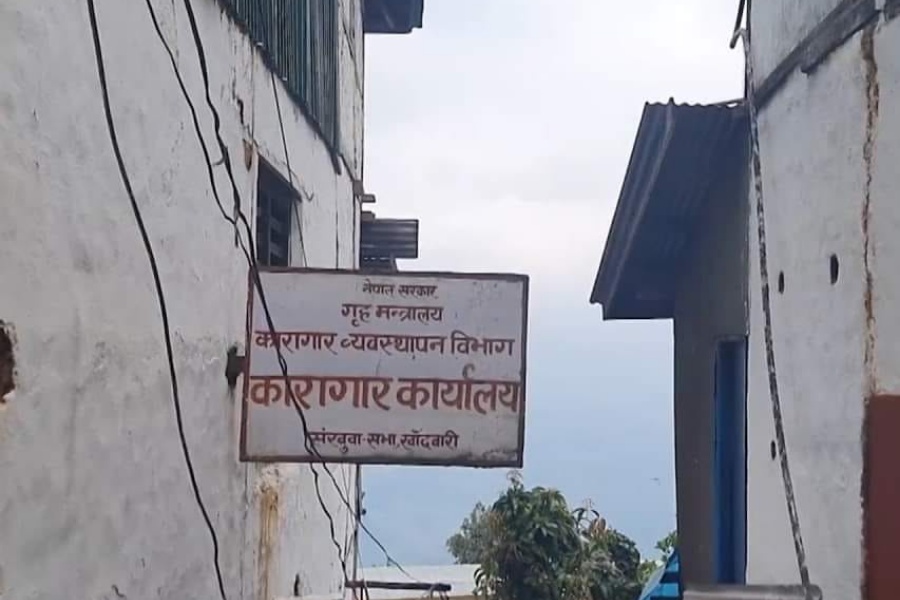 नेपाल सरकार
गृह मन्त्रालय
कारागार व्यवस्थापन विभाग
कारागार कार्यालय
संखुवा-सभा,खाँदबारी